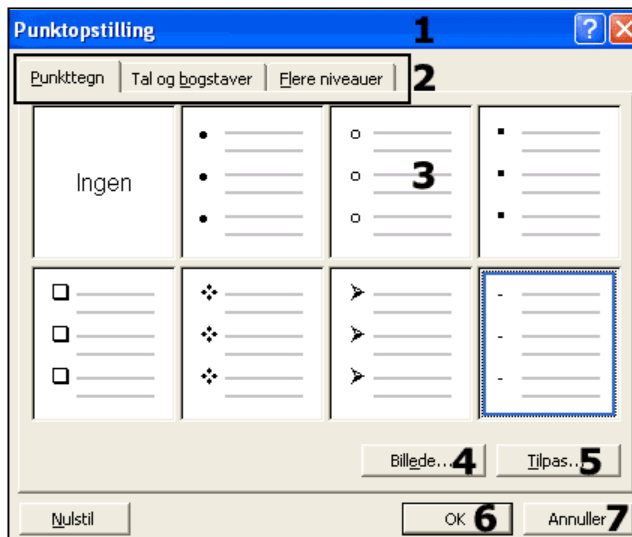 Punktopstilling 1 ?
Punkttegn Tal og bogstaver Flere niveauer 2
Ingen 3
Billede... 4 Tilpas... 5
Nulstil OK 6 Annuller 7